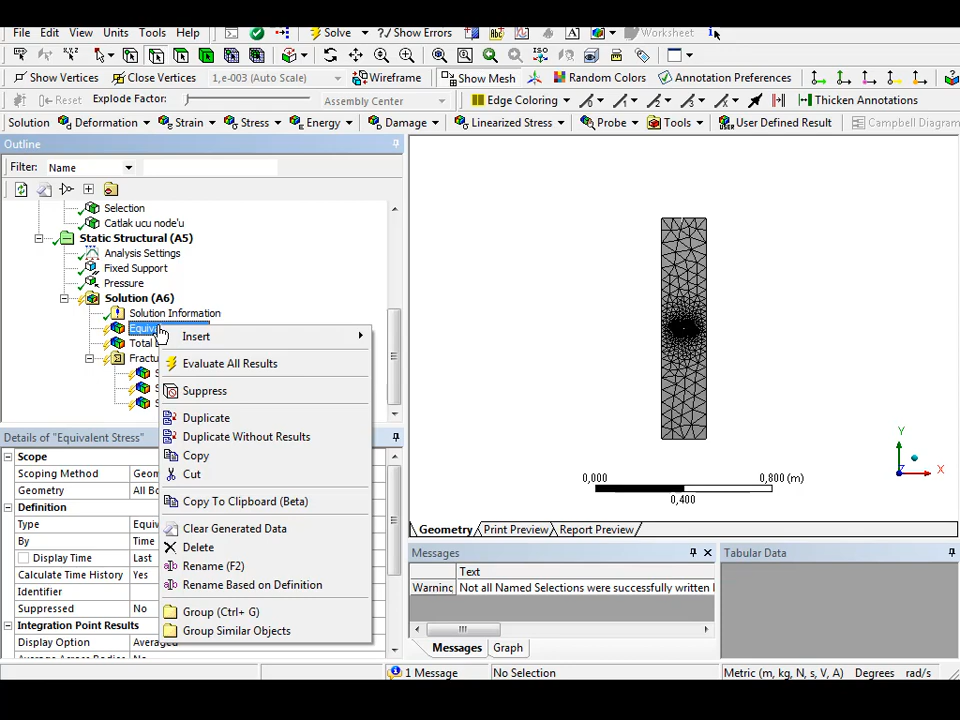 File Edit View Units Tools Help Solve Show Errors Worksheet
Show Vertices Close Vertices 1,e-003 (Auto Scale) Wireframe Show Mesh Random Colors Annotation Preferences
Reset Explode Factor: Assembly Center Edge Coloring Thicken Annotations
Solution Deformation Strain Stress Energy Damage Linearized Stress Probe Tools User Defined Result Campbell Diagram
Outline
Filter: Name
Selection
Catlak ucu node'u
Static Structural (A5)
Analysis Settings
Fixed Support
Pressure
Solution (A6)
Solution Information
Equiva
Total
Fractu
Insert
Evaluate All Results
Suppress
Duplicate
Duplicate Without Results
Copy
Cut
Copy To Clipboard (Beta)
Clear Generated Data
Delete
Rename (F2)
Rename Based on Definition
Group (Ctrl+ G)
Group Similar Objects
Details of "Equivalent Stress"
Scope
Scoping Method Geom
Geometry All Bo
Definition
Type Equiv
By Time
Display Time Last
Calculate Time History Yes
Identifier
Suppressed No
Integration Point Results
Display Option Averaged
Average Across Bodies No
0,000 0,800 (m)
0,400
Y
X
Z
Geometry Print Preview Report Preview
Messages
Text
Warning Not all Named Selections were successfully written
Messages Graph
Tabular Data
1 Message No Selection Metric (m, kg, N, s, V, A) Degrees rad/s